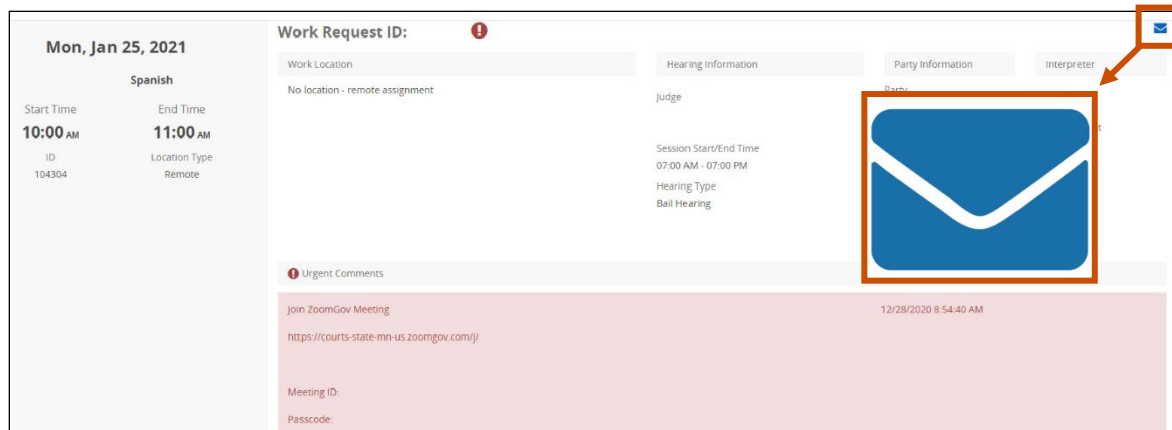 Mon, Jan 25, 2021
Spanish
Start Time End Time
10:00 AM 11:00 AM
ID Location Type
104304 Remote
Work Request ID:
Work Location Hearing Information Party Information Interpreter
No location - remote assignment
Judge
Party
Session Start/End Time
07:00 AM - 07:00 PM
Hearing Type
Bail Hearing
Urgent Comments
Join ZoomGov Meeting 12/28/2020 8:54:40 AM
https://courts-state-mn-us.zoomgov.com/j/
Meeting ID:
Passcode: